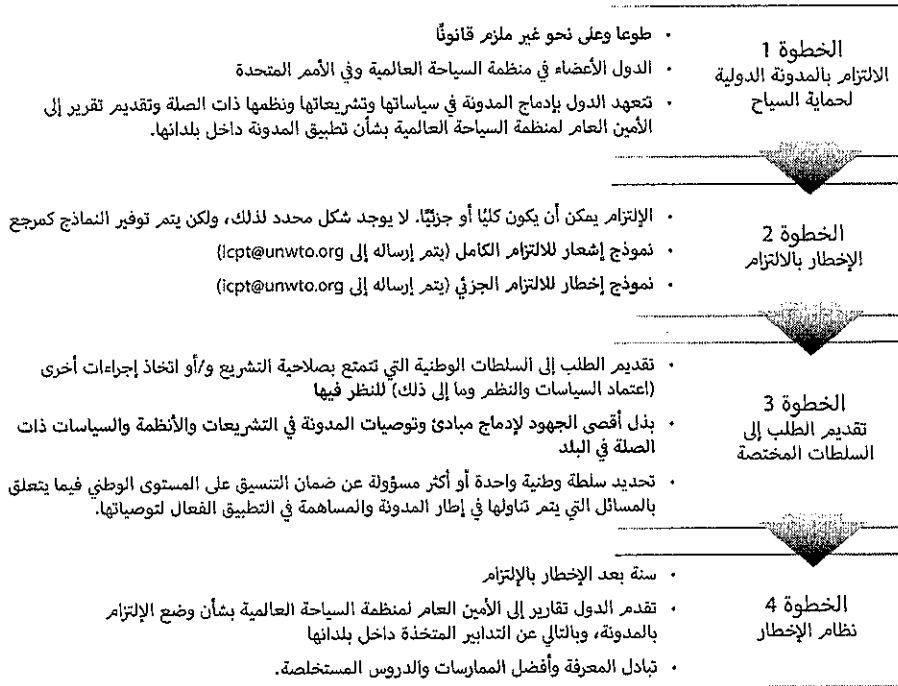 الخطوة 1
الالتزام بالمدونة الدولية
لحماية السياح
· طوعا وعلى نحو غير ملزم قانونًا
· الدول الأعضاء في منظمة السياحة العالمية وفي الأمم المتحدة
· تتعهد الدول بإدماج المدونة في سياساتها وتشريعاتها ونظمها ذات الصلة وتقديم تقرير إلى
الأمين العام لمنظمة السياحة العالمية بشأن تطبيق المدونة داخل بلدانها.
الخطوة 2
الإخطار بالالتزام
· الإلتزام يمكن أن يكون كليًا أو جزئيًا. لا يوجد شكل محدد لذلك، ولكن يتم توفير النماذج كمرجع
· نموذج إشعار للالتزام الكامل (يتم إرساله إلى icpt@unwto.org)
· نموذج إخطار للالتزام الجزئي (يتم إرساله إلى icpt@unwto.org)
الخطوة 3
تقديم الطلب إلى
السلطات المختصة
· تقديم الطلب إلى السلطات الوطنية التي تتمتع بصلاحية التشريع و/أو اتخاذ إجراءات أخرى
(اعتماد السياسات والنظم وما إلى ذلك) للنظر فيها
· بذل أقصى الجهود لإدماج مبادئ وتوصيات المدونة في التشريعات والأنظمة والسياسات ذات
الصلة في البلد
· تحديد سلطة وطنية واحدة أو أكثر مسؤولة عن ضمان التنسيق على المستوى الوطني فيما يتعلق
بالمسائل التي يتم تناولها في إطار المدونة والمساهمة في التطبيق الفعال لتوصياتها.
الخطوة 4
نظام الإخطار
· سنة بعد الإخطار بالإلتزام
· تقدم الدول تقارير إلى الأمين العام لمنظمة السياحة العالمية بشأن وضع الإلتزام
بالمدونة، وبالتالي عن التدابير المتخذة داخل بلدانها
· تبادل المعرفة وأفضل الممارسات والدروس المستخلصة.